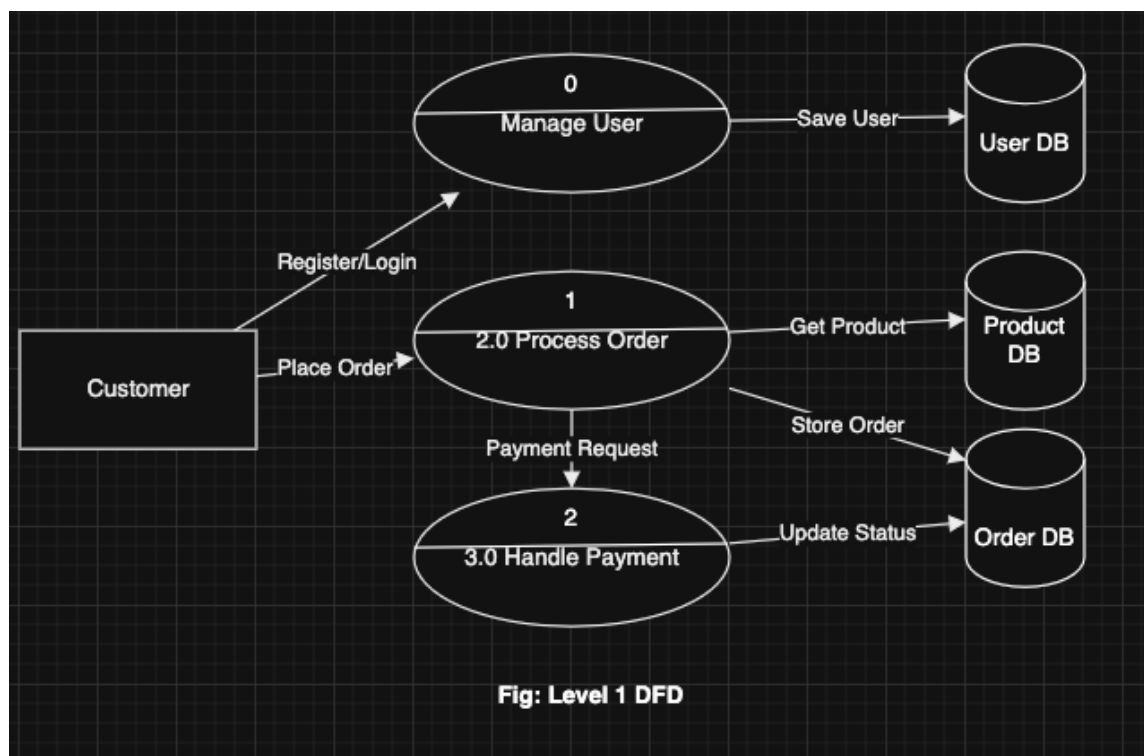 0
Manage User
Save User
User DB
Register/Login
1
2.0 Process Order
Get Product
Product
DB
Customer
Place Order
Store Order
Payment Request
2
3.0 Handle Payment
Update Status
Order DB
Fig: Level 1 DFD